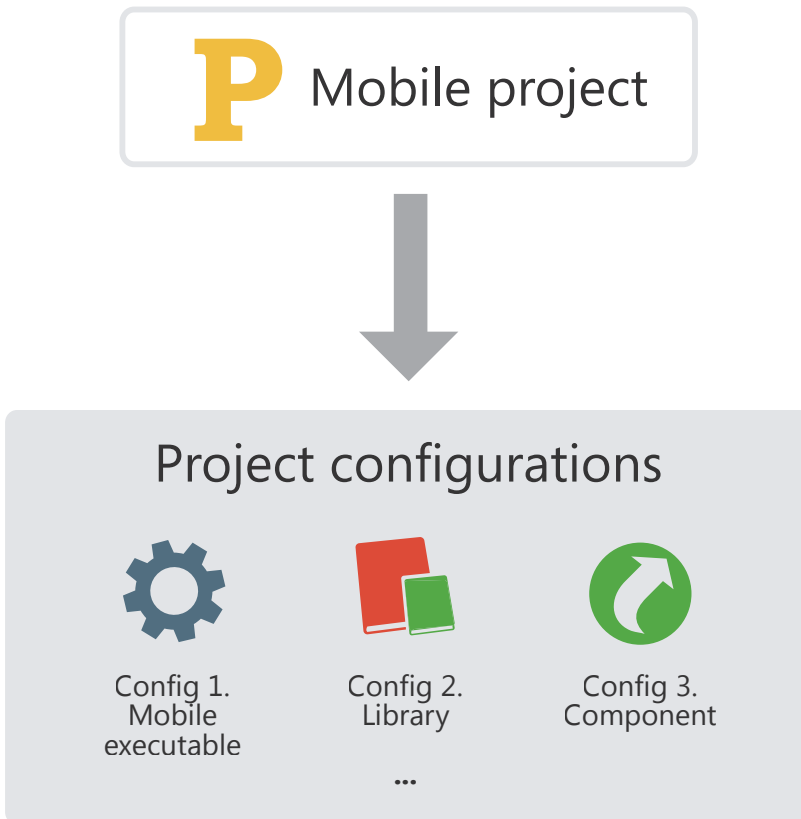 P Mobile project
Project configurations
Config 1.
Mobile
executable
Config 2.
Library
Config 3.
Component
...